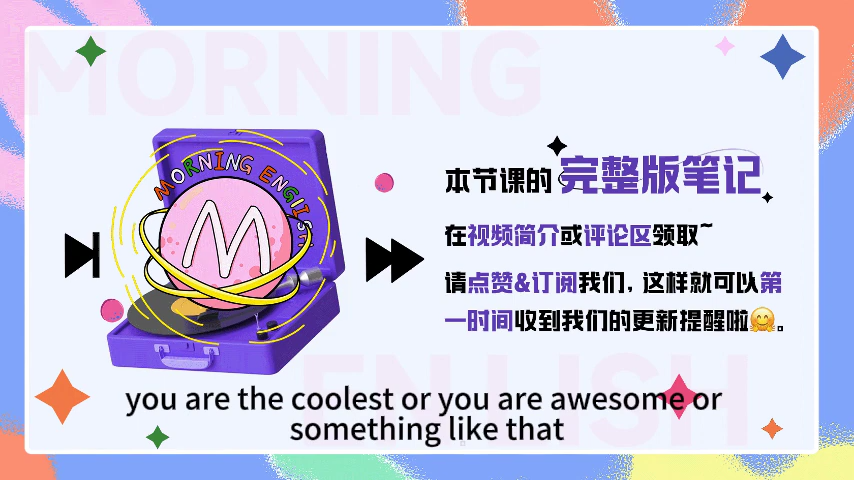 MORNING
MORNING ENGLISH
M
本节课的完整版笔记
在视频简介或评论区领取~
请点赞&订阅我们，这样就可以第
一时间收到我们的更新提醒啦🤗。
you are the coolest or you are awesome or
something like that